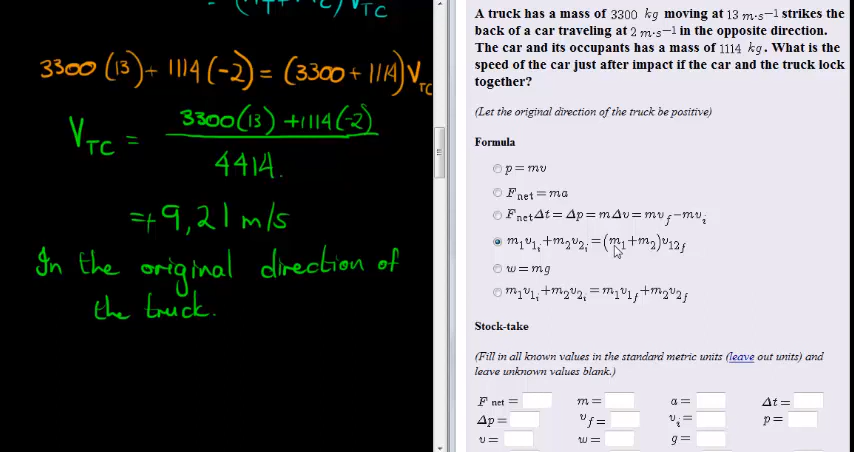 V_TC
3300 (13) + 1114 (-2) = (3300 + 1114) V_TC
V_TC = 3300(13) + 1114(-2)
4414.
= + 9,21 m/s
In the original direction of
the truck.
A truck has a mass of 3300 kg moving at 13 m·s−1 strikes the
back of a car traveling at 2 m·s−1 in the opposite direction.
The car and its occupants has a mass of 1114 kg. What is the
speed of the car just after impact if the car and the truck lock
together?
(Let the original direction of the truck be positive)
Formula
p = mv
F net = ma
F net Δt = Δp = mΔv = mv_f − mv_i
m₁v₁ᵢ + m₂v₂ᵢ = (m₁ + m₂)v₁₂f
w = mg
m₁v₁ᵢ + m₂v₂ᵢ = m₁v₁f + m₂v₂f
Stock-take
(Fill in all known values in the standard metric units (leave out units) and
leave unknown values blank.)
F net = m = a = Δt =
Δp = v_f = v_i = p =
v = w = g =